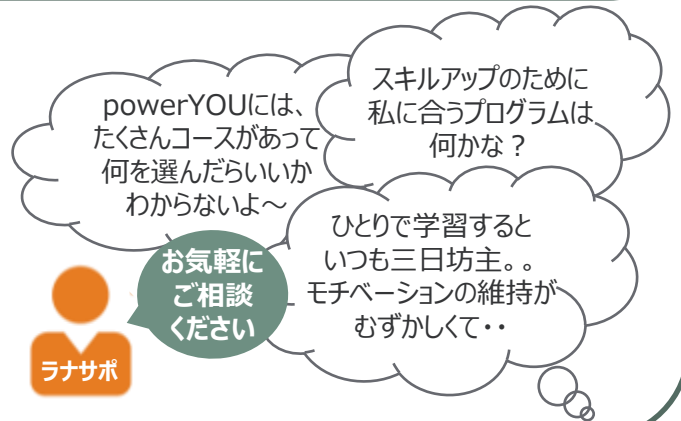 powerYOUには、
たくさんコースがあって
何を選んだらいいか
わからないよ～
スキルアップのために
私に合うプログラムは
何かな？
ひとりで学習すると
いつも三日坊主。。
モチベーションの維持が
むずかしくて・・
お気軽に
ご相談
ください
ラナサポ